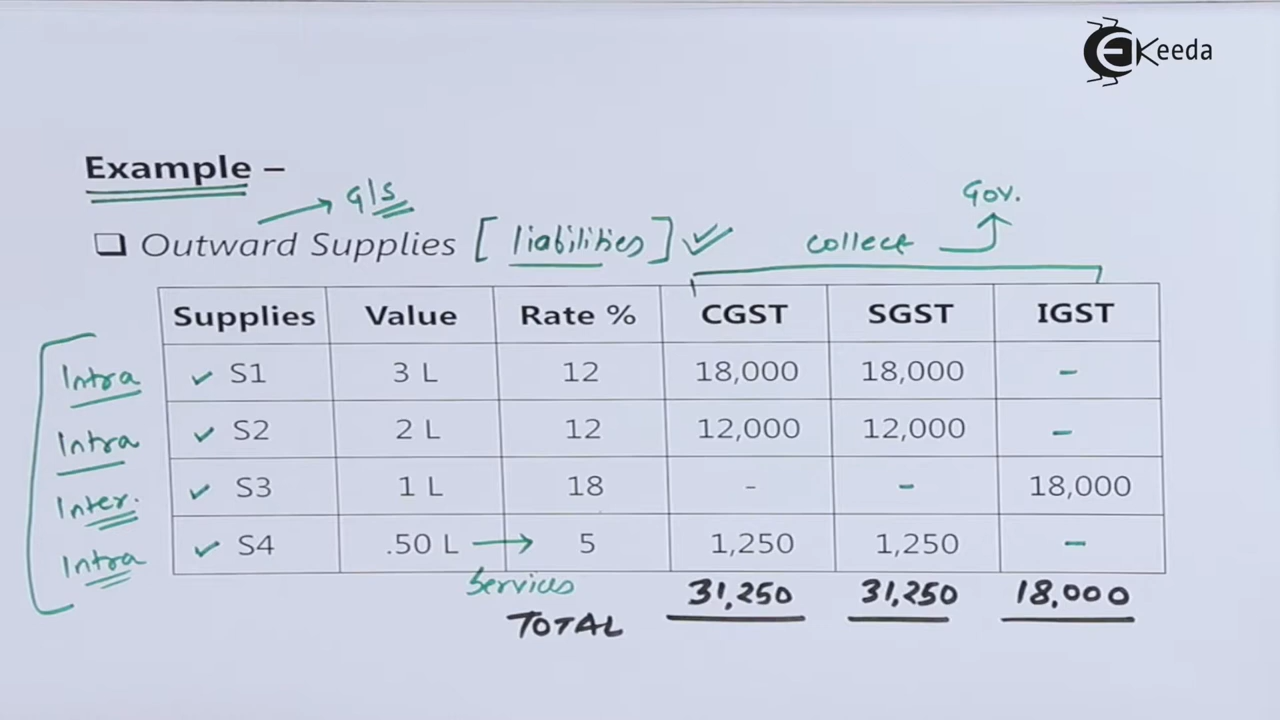 EKeeda
Example –
G/S
Gov.
Outward Supplies [liabilities] collect
Supplies Value Rate % CGST SGST IGST
Intra S1 3 L 12 18,000 18,000 -
Intra S2 2 L 12 12,000 12,000 -
Inter. S3 1 L 18 - - 18,000
Intra S4 .50 L → 5 1,250 1,250 -
Services 31,250 31,250 18,000
TOTAL